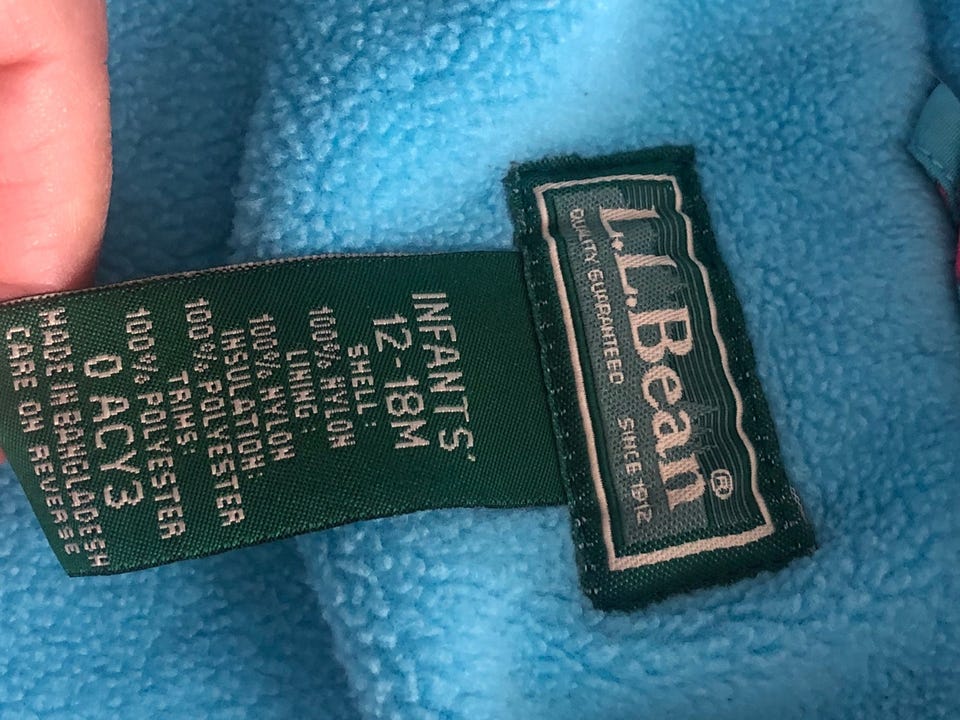 L.L.Bean®
QUALITY GUARANTEED SINCE 1912
INFANTS'
12-18M
SHELL:
100% NYLON
LINING:
100% NYLON
INSULATION:
100% POLYESTER
TRIMS:
100% POLYESTER
0 ACY3
MADE IN BANGLADESH
CARE ON REVERSE